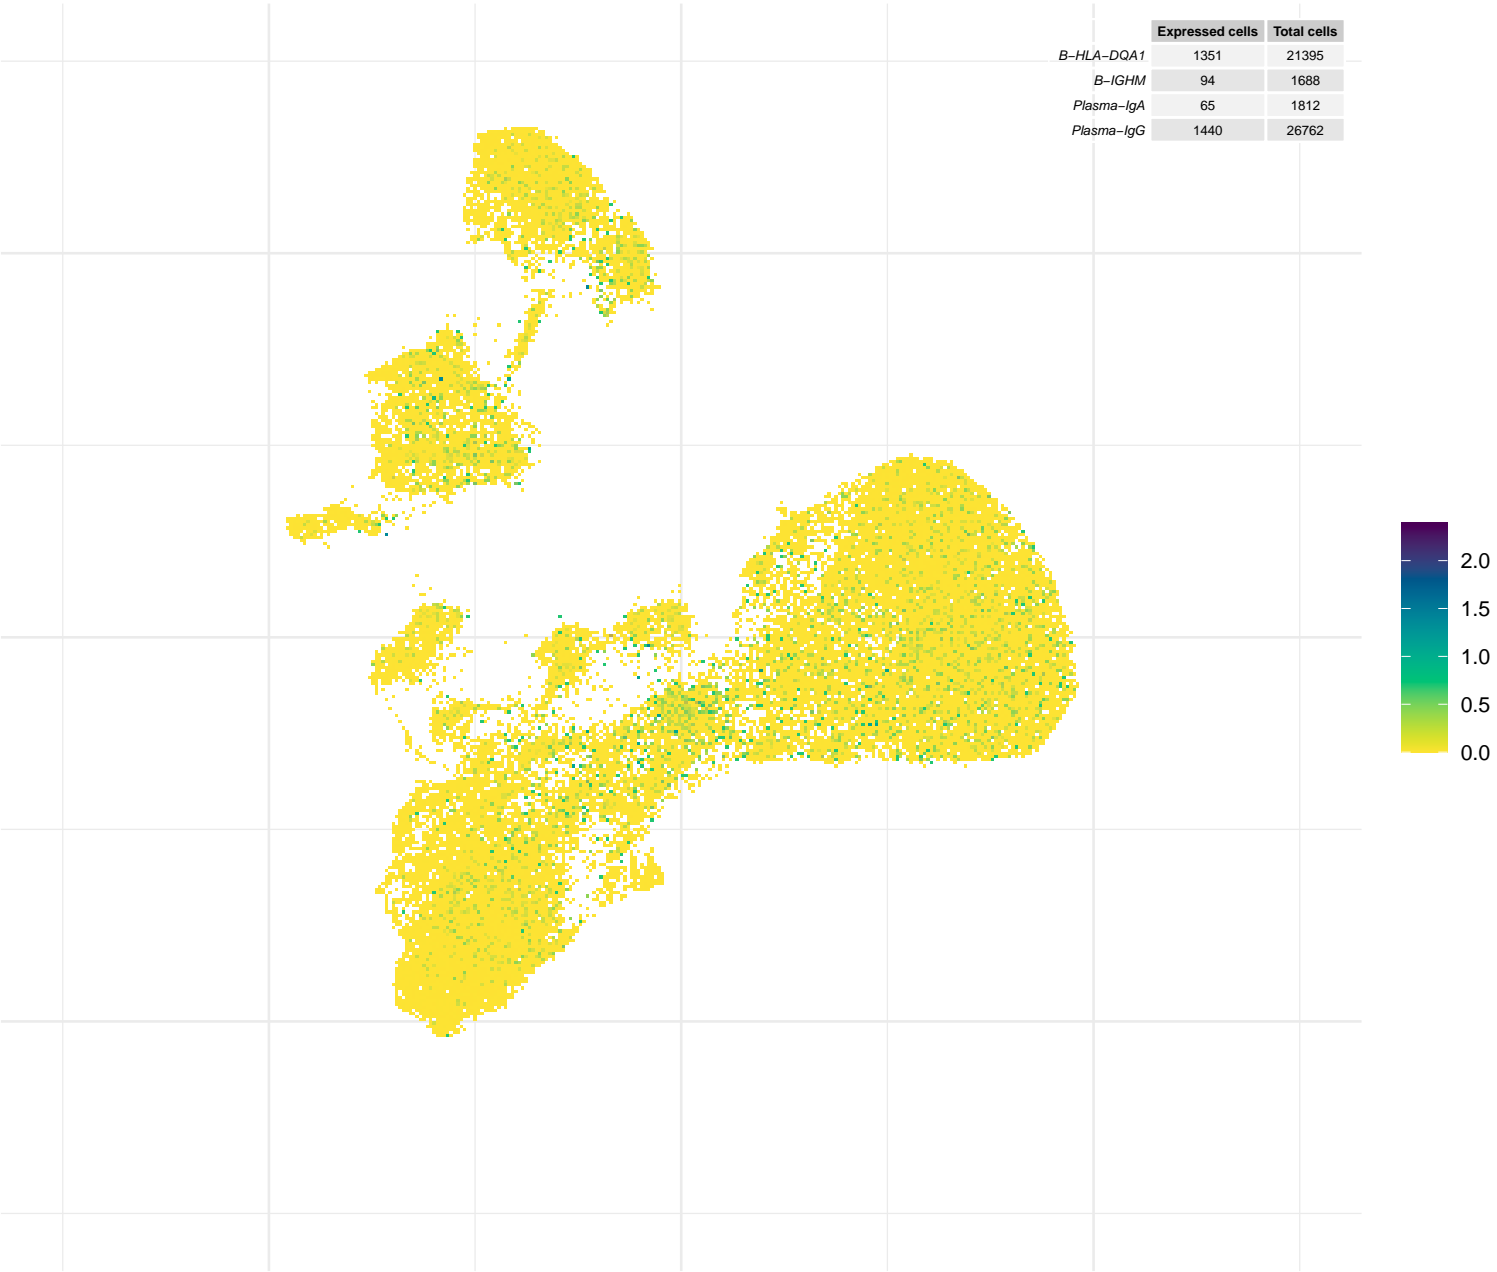 Expressed cells Total cells
B−HLA−DQA1 1351 21395
B−IGHM 94 1688
Plasma−IgA 65 1812
Plasma−IgG 1440 26762
2.0
1.5
1.0
0.5
0.0